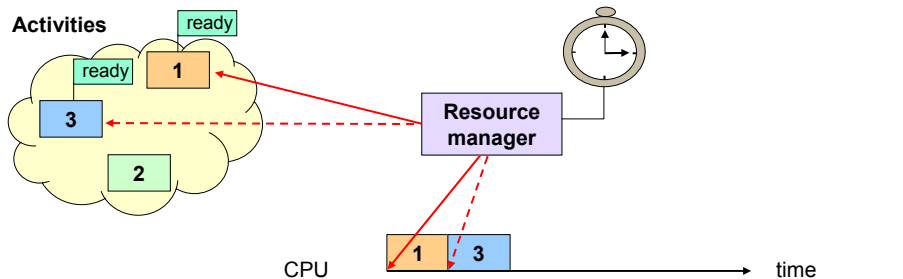 Activities
ready
ready
1
3
2
Resource
manager
1
3
CPU
time